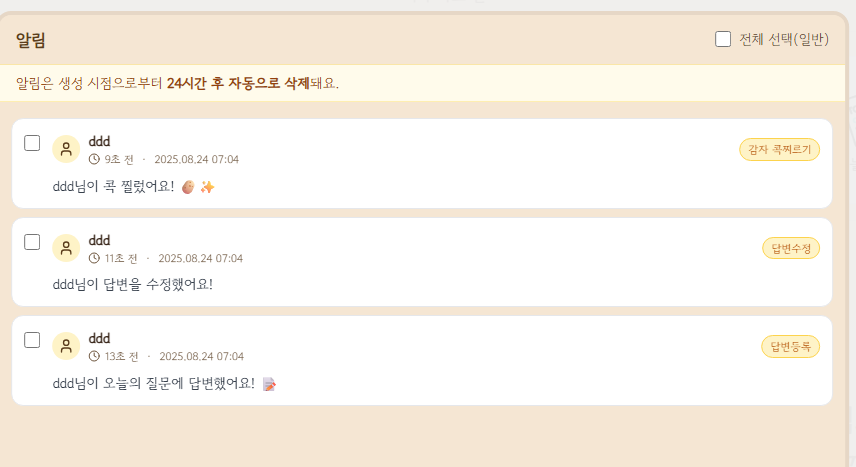 알림
전체 선택(일반)
알림은 생성 시점으로부터 24시간 후 자동으로 삭제돼요.
ddd
감자 콕찌르기
9초 전 · 2025.08.24 07:04
ddd님이 콕 찔렀어요! 🥔 ✨
ddd
답변수정
11초 전 · 2025.08.24 07:04
ddd님이 답변을 수정했어요!
ddd
답변등록
13초 전 · 2025.08.24 07:04
ddd님이 오늘의 질문에 답변했어요! 📝